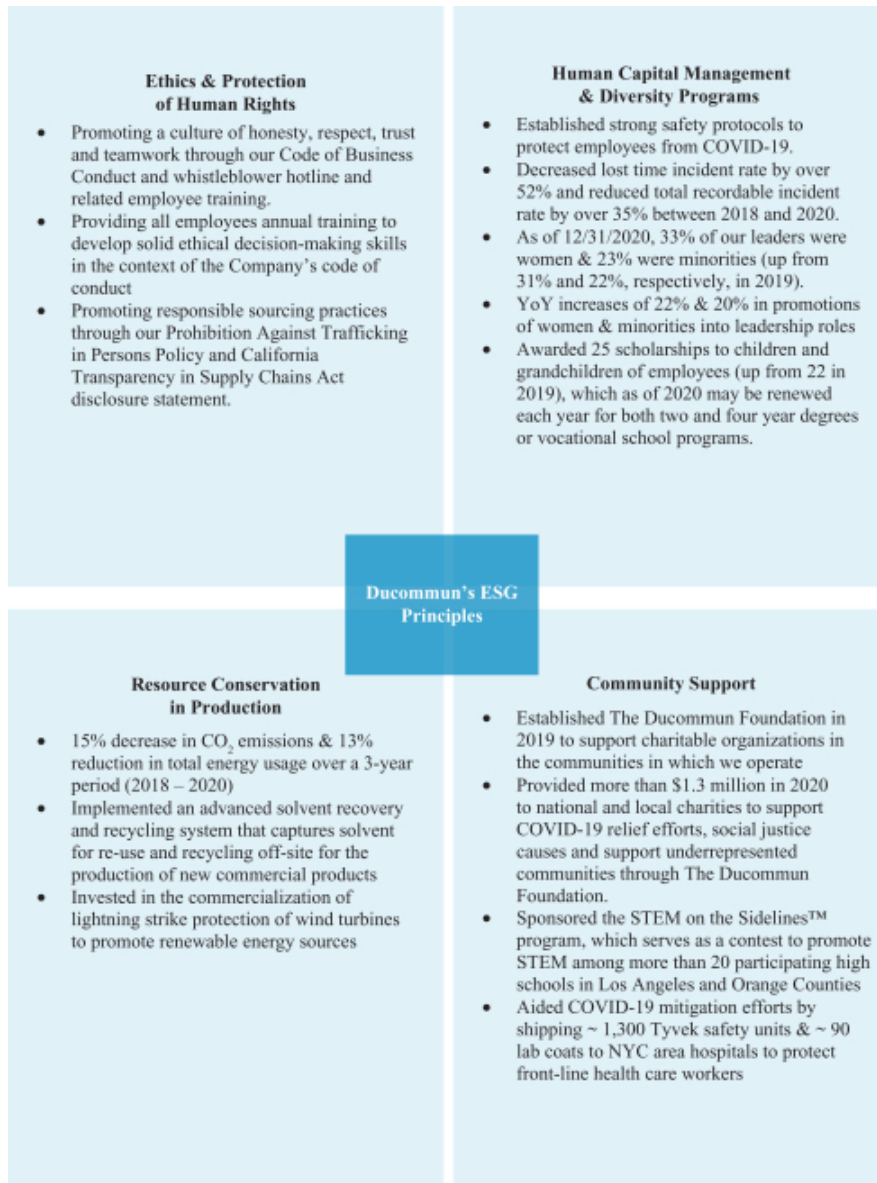 Ethics & Protection
of Human Rights
• Promoting a culture of honesty, respect, trust
and teamwork through our Code of Business
Conduct and whistleblower hotline and
related employee training.
• Providing all employees annual training to
develop solid ethical decision-making skills
in the context of the Company's code of
conduct
• Promoting responsible sourcing practices
through our Prohibition Against Trafficking
in Persons Policy and California
Transparency in Supply Chains Act
disclosure statement.
Human Capital Management
& Diversity Programs
• Established strong safety protocols to
protect employees from COVID-19.
• Decreased lost time incident rate by over
52% and reduced total recordable incident
rate by over 35% between 2018 and 2020.
• As of 12/31/2020, 33% of our leaders were
women & 23% were minorities (up from
31% and 22%, respectively, in 2019).
• YoY increases of 22% & 20% in promotions
of women & minorities into leadership roles
• Awarded 25 scholarships to children and
grandchildren of employees (up from 22 in
2019), which as of 2020 may be renewed
each year for both two and four year degrees
or vocational school programs.
Ducommun's ESG
Principles
Resource Conservation
in Production
• 15% decrease in CO₂ emissions & 13%
reduction in total energy usage over a 3-year
period (2018 – 2020)
• Implemented an advanced solvent recovery
and recycling system that captures solvent
for re-use and recycling off-site for the
production of new commercial products
• Invested in the commercialization of
lightning strike protection of wind turbines
to promote renewable energy sources
Community Support
• Established The Ducommun Foundation in
2019 to support charitable organizations in
the communities in which we operate
• Provided more than $1.3 million in 2020
to national and local charities to support
COVID-19 relief efforts, social justice
causes and support underrepresented
communities through The Ducommun
Foundation.
• Sponsored the STEM on the Sidelines™
program, which serves as a contest to promote
STEM among more than 20 participating high
schools in Los Angeles and Orange Counties
• Aided COVID-19 mitigation efforts by
shipping ~ 1,300 Tyvek safety units & ~ 90
lab coats to NYC area hospitals to protect
front-line health care workers